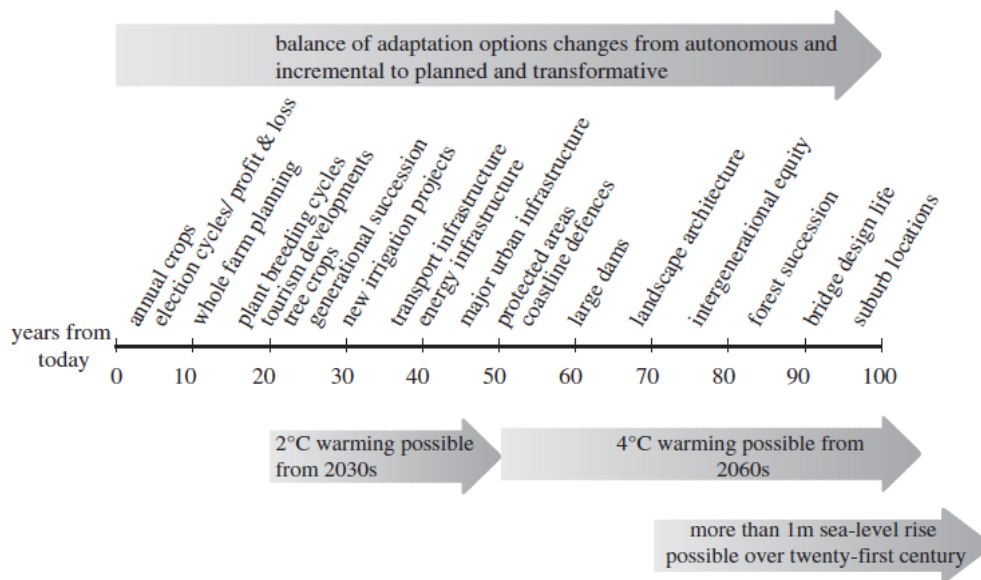 balance of adaptation options changes from autonomous and
incremental to planned and transformative
annual crops
election cycles/ profit & loss
whole farm planning
plant breeding cycles
tourism developments
tree crops
generational succession
new irrigation projects
transport infrastructure
energy infrastructure
major urban infrastructure
protected areas
coastline defences
large dams
landscape architecture
intergenerational equity
forest succession
bridge design life
suburb locations
years from
today
0 10 20 30 40 50 60 70 80 90 100
2°C warming possible
from 2030s
4°C warming possible from
2060s
more than 1m sea-level rise
possible over twenty-first century